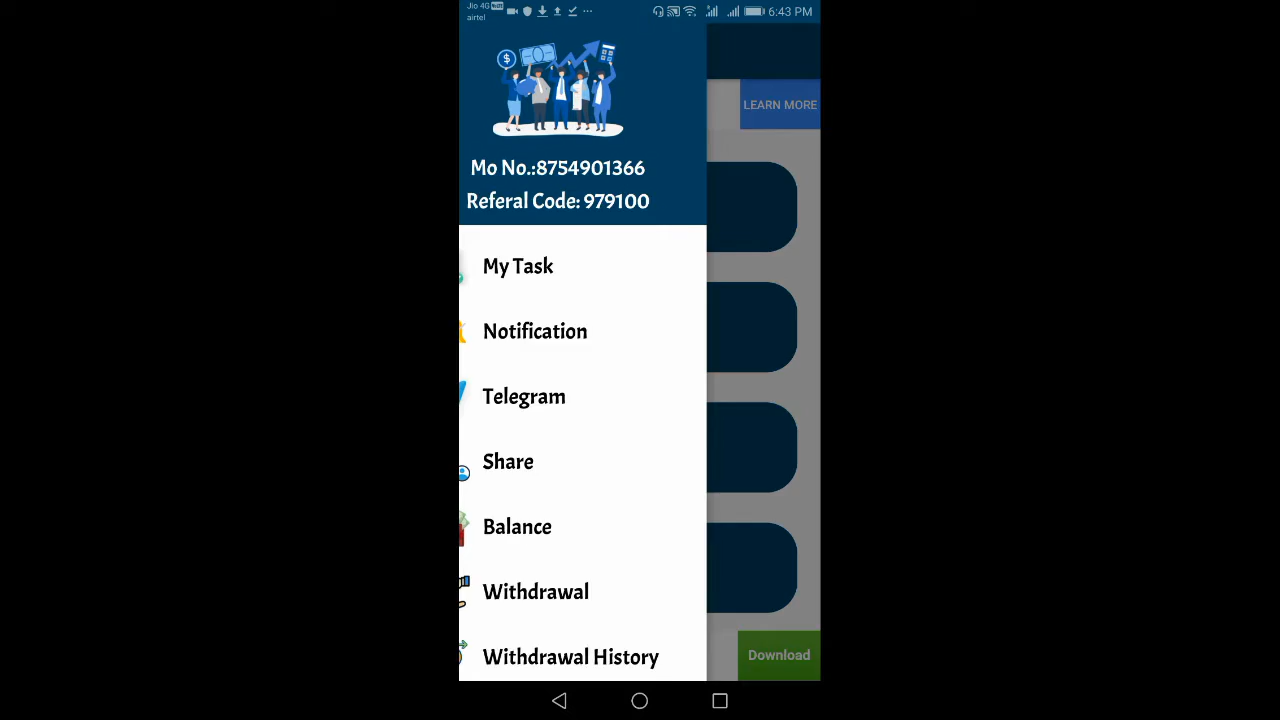 Jio 4G VoLTE
airtel
6:43 PM
$
LEARN MORE
Mo No.:8754901366
Referal Code: 979100
My Task
Notification
Telegram
Share
Balance
Withdrawal
Withdrawal History
Download